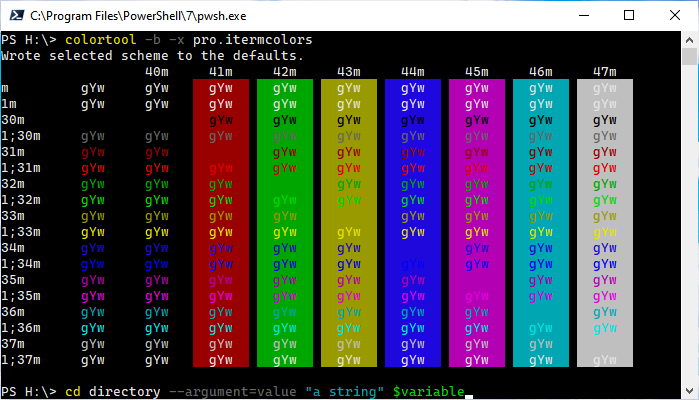 C:\Program Files\PowerShell\7\pwsh.exe
PS H:\> colortool -b -x pro.itermcolors
Wrote selected scheme to the defaults.
40m 41m 42m 43m 44m 45m 46m 47m
m gYw gYw gYw gYw gYw gYw gYw gYw gYw
1m gYw gYw gYw gYw gYw gYw gYw gYw gYw
30m gYw gYw gYw gYw gYw gYw gYw
1;30m gYw gYw gYw gYw gYw gYw gYw gYw gYw
31m gYw gYw gYw gYw gYw gYw gYw gYw
1;31m gYw gYw gYw gYw gYw gYw gYw gYw gYw
32m gYw gYw gYw gYw gYw gYw gYw gYw
1;32m gYw gYw gYw gYw gYw gYw gYw gYw gYw
33m gYw gYw gYw gYw gYw gYw gYw gYw
1;33m gYw gYw gYw gYw gYw gYw gYw gYw gYw
34m gYw gYw gYw gYw gYw gYw gYw gYw
1;34m gYw gYw gYw gYw gYw gYw gYw gYw gYw
35m gYw gYw gYw gYw gYw gYw gYw gYw
1;35m gYw gYw gYw gYw gYw gYw gYw gYw gYw
36m gYw gYw gYw gYw gYw gYw gYw gYw
1;36m gYw gYw gYw gYw gYw gYw gYw gYw gYw
37m gYw gYw gYw gYw gYw gYw gYw gYw
1;37m gYw gYw gYw gYw gYw gYw gYw gYw gYw
PS H:\> cd directory --argument=value "a string" $variable